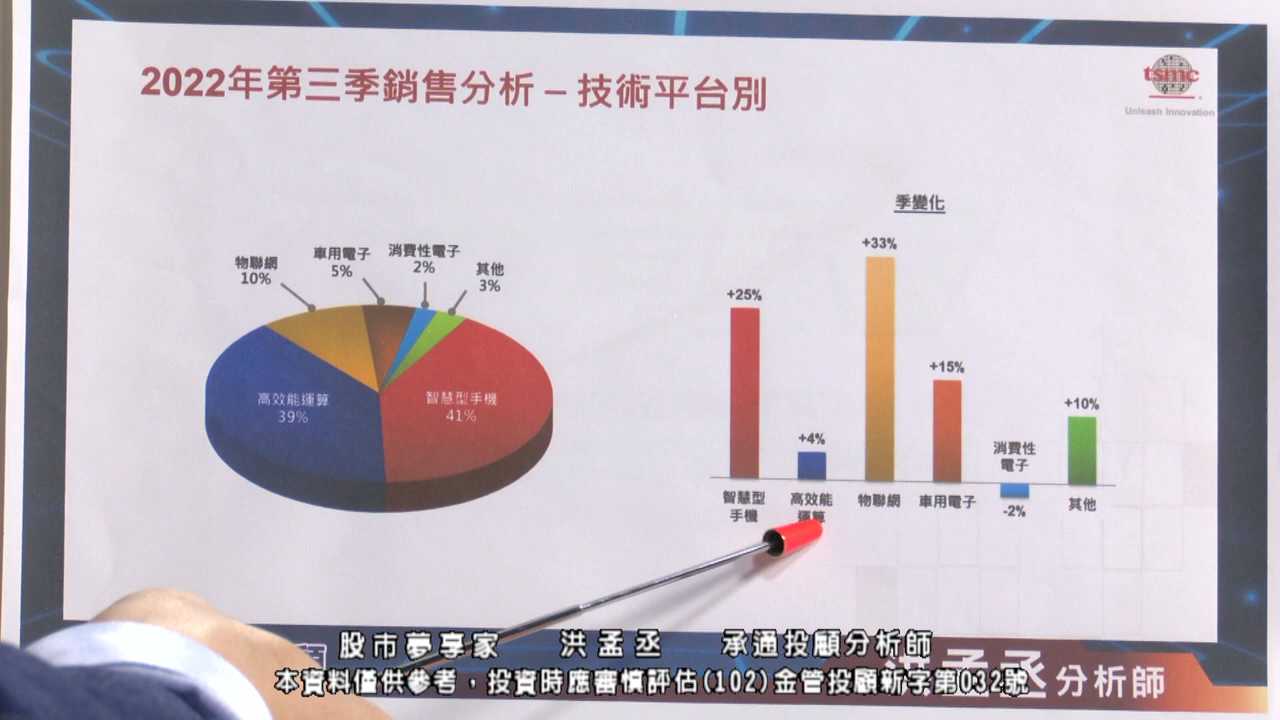 2022年第三季銷售分析 – 技術平台別
tsmc
Unleash Innovation
季變化
物聯網
10%
車用電子
5%
消費性電子
2%
其他
3%
高效能運算
39%
智慧型手機
41%
+25%
+4%
+33%
+15%
-2%
+10%
智慧型
手機
高效能
運算
物聯網
車用電子
消費性
電子
其他
股市夢享家 洪孟丞 承通投顧分析師
本資料僅供參考，投資時應審慎評估(102)金管投顧新字第032號
洪孟丞分析師